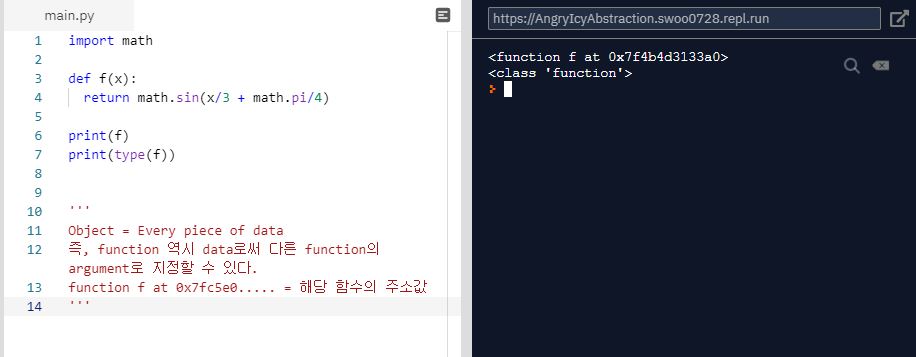 main.py
1 import math
2
3 def f(x):
4 return math.sin(x/3 + math.pi/4)
5
6 print(f)
7 print(type(f))
8
9
10 '''
11 Object = Every piece of data
12 즉, function 역시 data로써 다른 function의
argument로 지정할 수 있다.
13 function f at 0x7fc5e0..... = 해당 함수의 주소값
14 '''
https://AngryIcyAbstraction.swoo0728.repl.run
<function f at 0x7f4b4d3133a0>
<class 'function'>
>